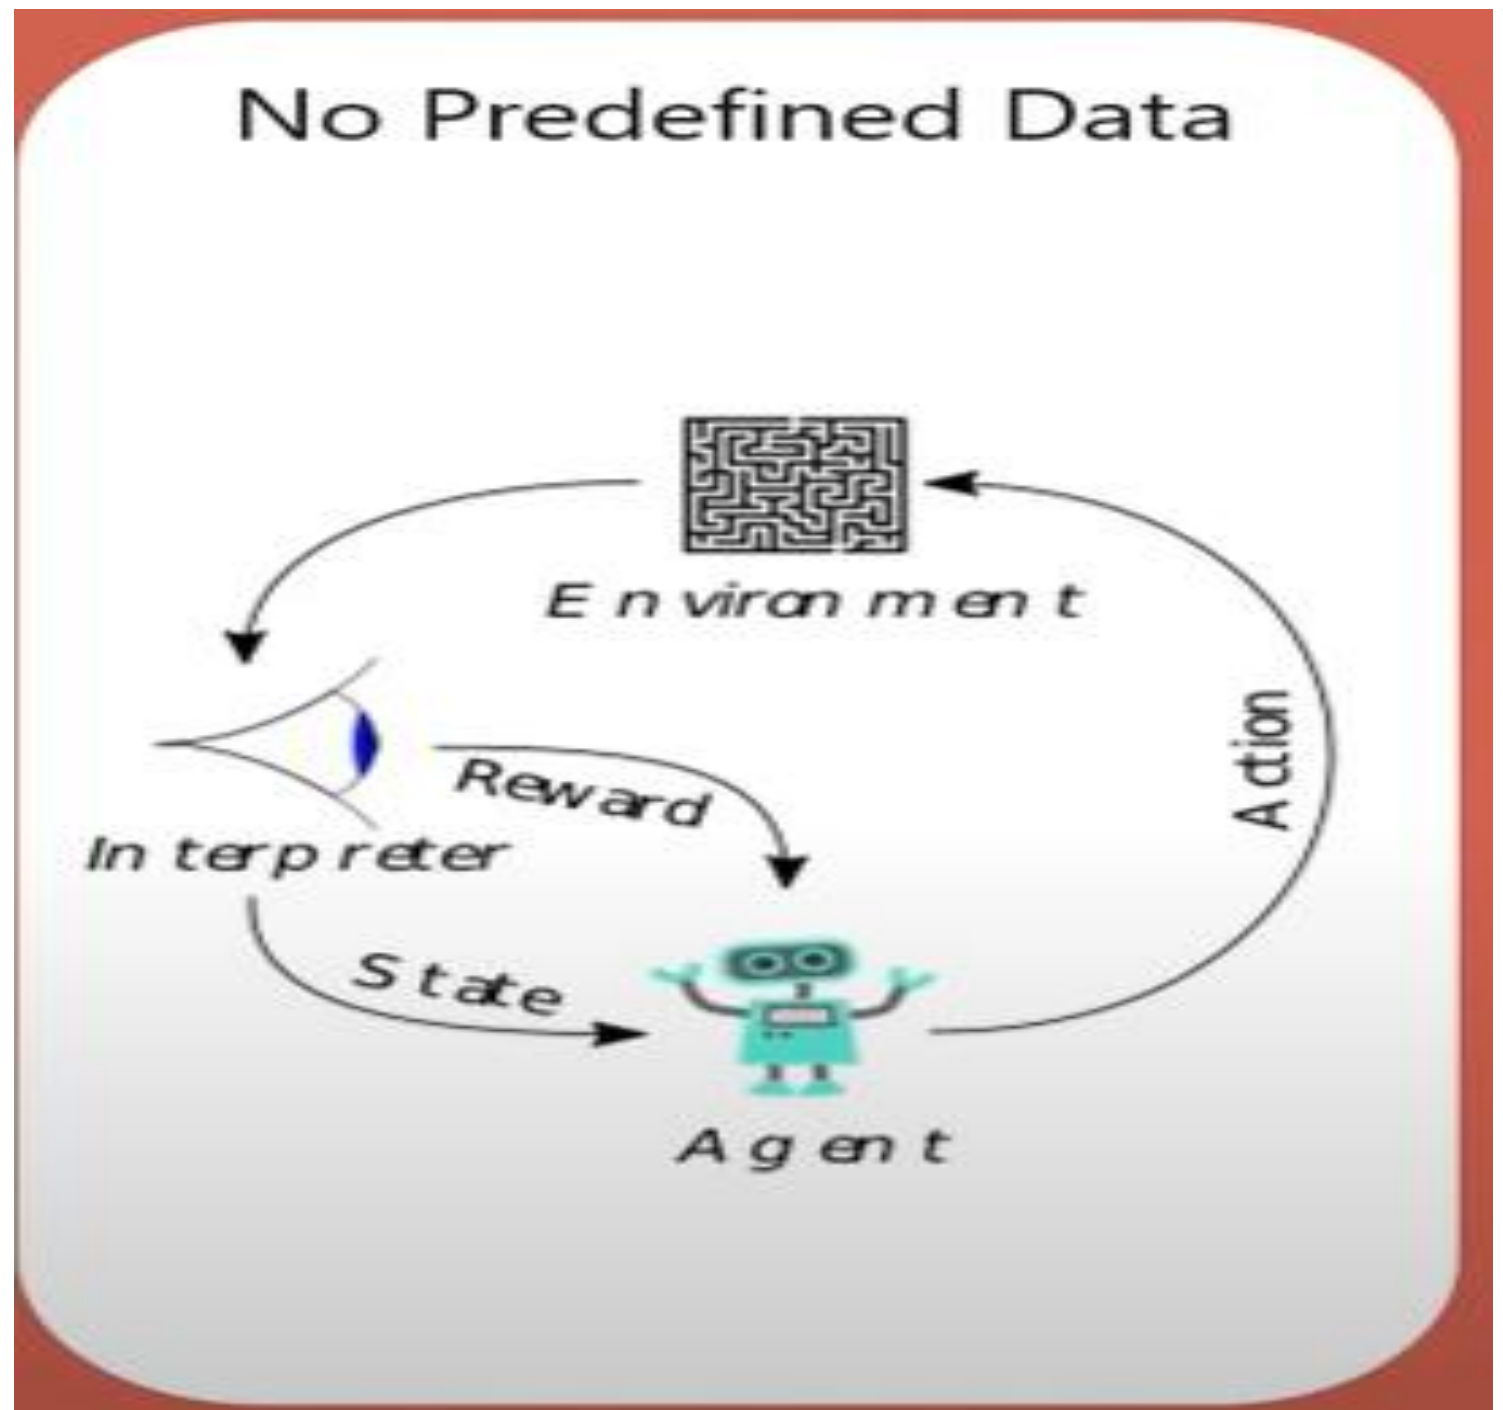 No Predefined Data
Environment
Action
Reward
Interpreter
State
Agent